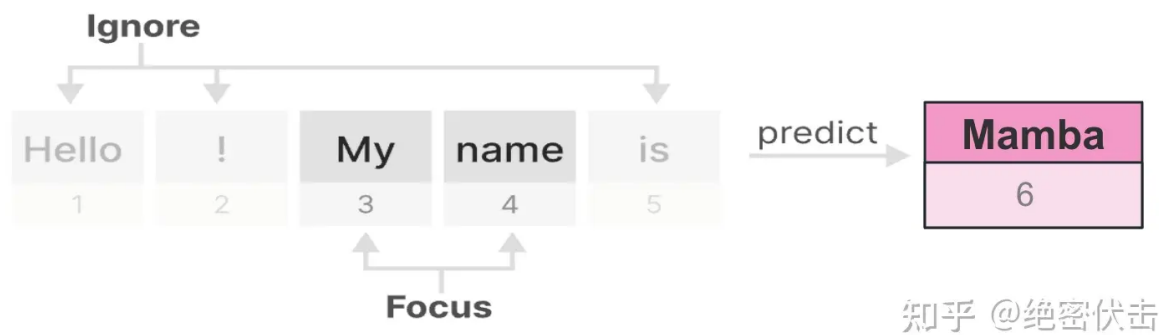 Ignore
Hello ! My name is
1 2 3 4 5
predict
Mamba
6
Focus
知乎 @绝密伏击